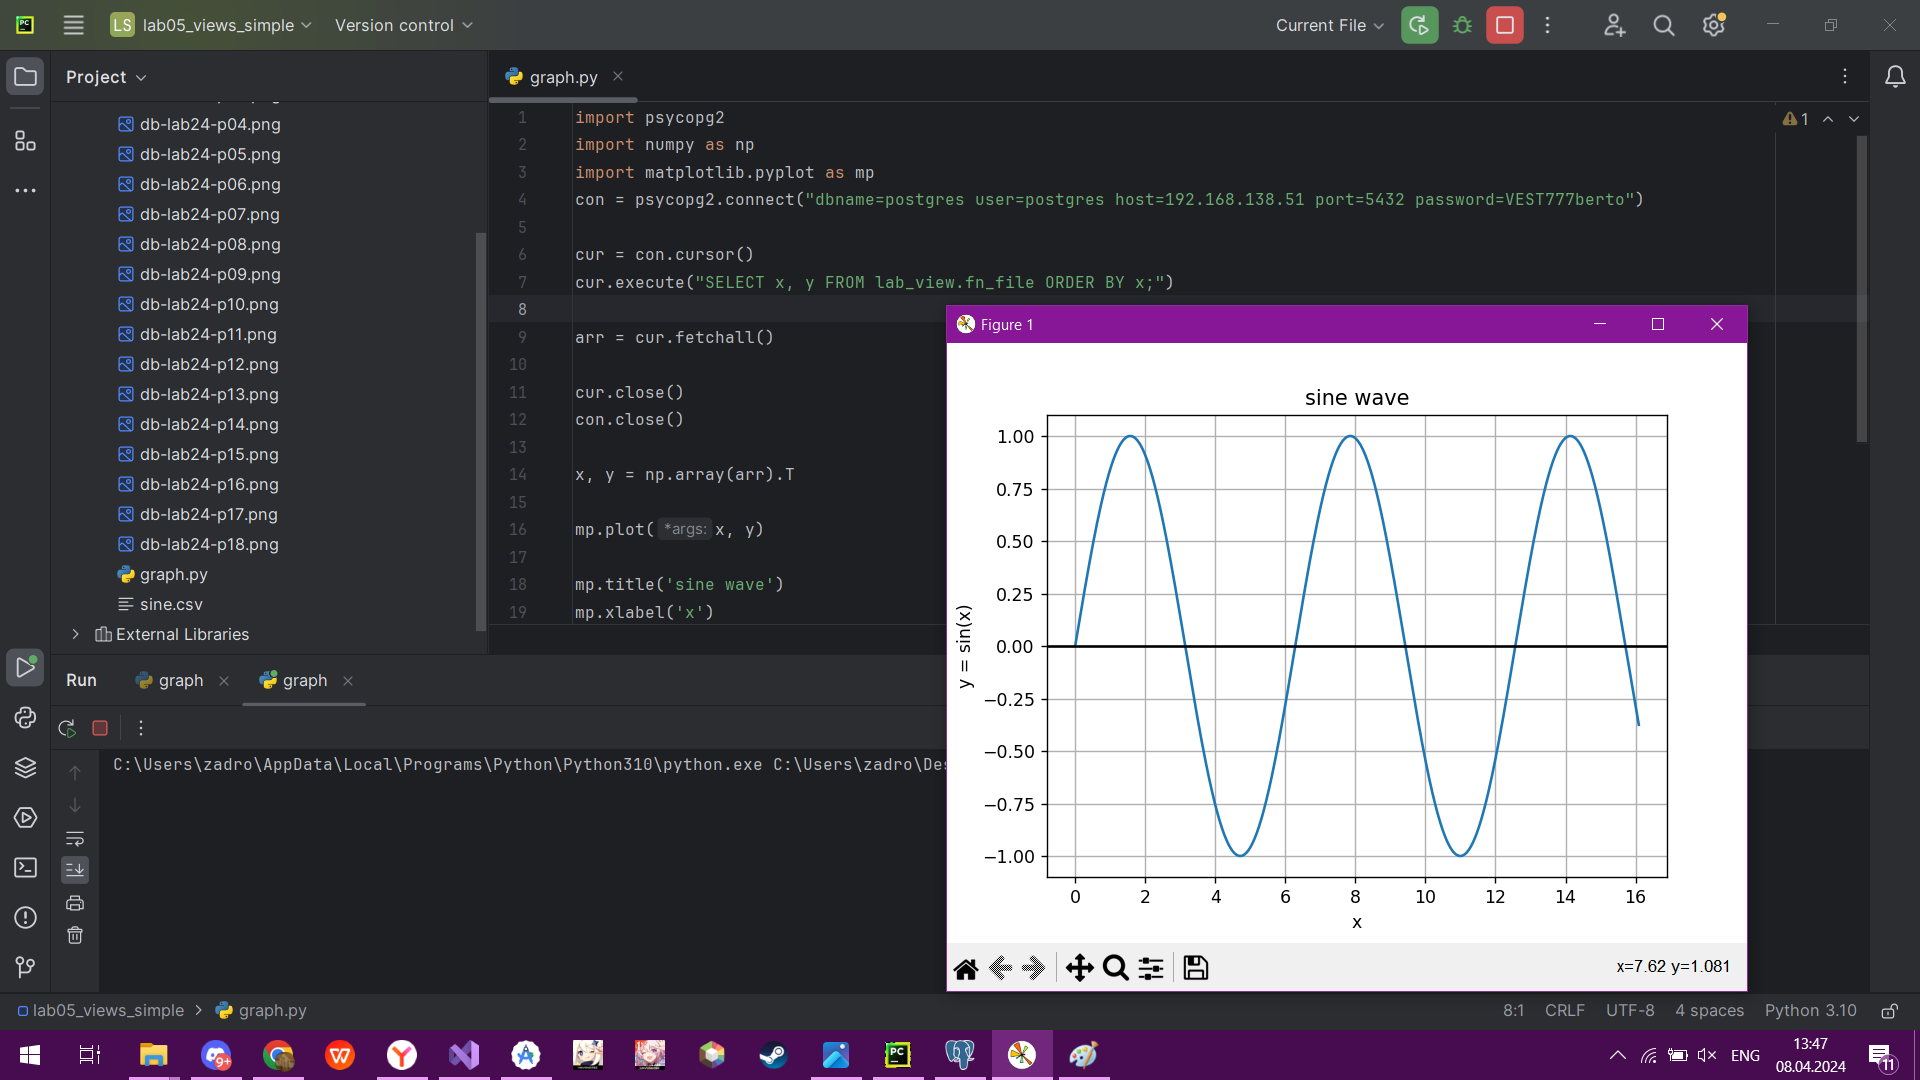 PC
LS lab05_views_simple
Version control
Current File
Project
db-lab24-p04.png
db-lab24-p05.png
db-lab24-p06.png
db-lab24-p07.png
db-lab24-p08.png
db-lab24-p09.png
db-lab24-p10.png
db-lab24-p11.png
db-lab24-p12.png
db-lab24-p13.png
db-lab24-p14.png
db-lab24-p15.png
db-lab24-p16.png
db-lab24-p17.png
db-lab24-p18.png
graph.py
sine.csv
External Libraries
graph.py
1
1 import psycopg2
2 import numpy as np
3 import matplotlib.pyplot as mp
4 con = psycopg2.connect("dbname=postgres user=postgres host=192.168.138.51 port=5432 password=VEST777berto")
5
6 cur = con.cursor()
7 cur.execute("SELECT x, y FROM lab_view.fn_file ORDER BY x;")
8
9 arr = cur.fetchall()
10
11 cur.close()
12 con.close()
13
14 x, y = np.array(arr).T
15
16 mp.plot( *args: x, y)
17
18 mp.title('sine wave')
19 mp.xlabel('x')
Figure 1
sine wave
1.00
0.75
0.50
0.25
0.00
−0.25
−0.50
−0.75
−1.00
y = sin(x)
0 2 4 6 8 10 12 14 16
x
x=7.62 y=1.081
Run
graph
graph
C:\Users\zadro\AppData\Local\Programs\Python\Python310\python.exe C:\Users\zadro\De
lab05_views_simple
graph.py
8:1 CRLF UTF-8 4 spaces Python 3.10
9+
W
Y
PC
ENG
13:47
08.04.2024
11